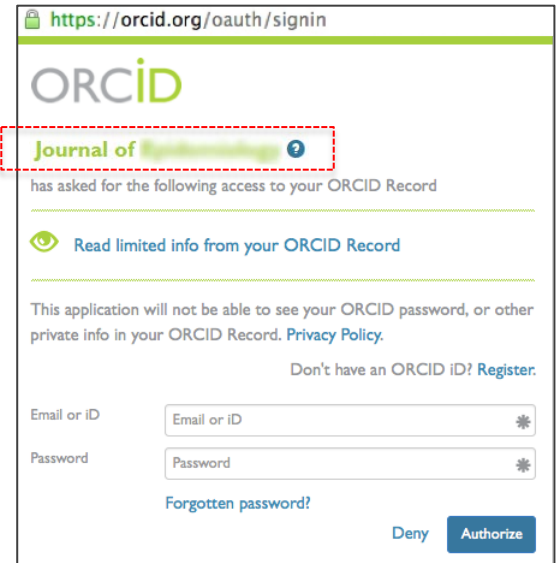 https://orcid.org/oauth/signin
ORCID
Journal of
?
has asked for the following access to your ORCID Record
Read limited info from your ORCID Record
This application will not be able to see your ORCID password, or other
private info in your ORCID Record. Privacy Policy.
Don't have an ORCID iD? Register.
Email or iD
Email or iD
Password
Password
Forgotten password?
Deny
Authorize